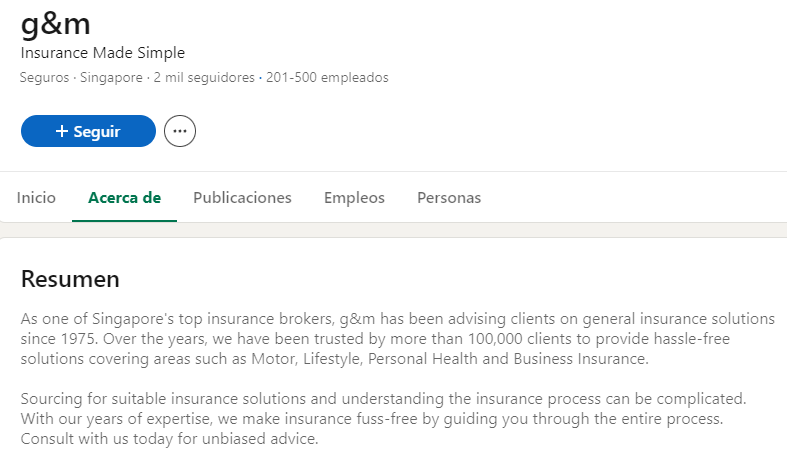 g&m
Insurance Made Simple
Seguros · Singapore · 2 mil seguidores · 201-500 empleados
+ Seguir
Inicio Acerca de Publicaciones Empleos Personas
Resumen
As one of Singapore's top insurance brokers, g&m has been advising clients on general insurance solutions
since 1975. Over the years, we have been trusted by more than 100,000 clients to provide hassle-free
solutions covering areas such as Motor, Lifestyle, Personal Health and Business Insurance.
Sourcing for suitable insurance solutions and understanding the insurance process can be complicated.
With our years of expertise, we make insurance fuss-free by guiding you through the entire process.
Consult with us today for unbiased advice.